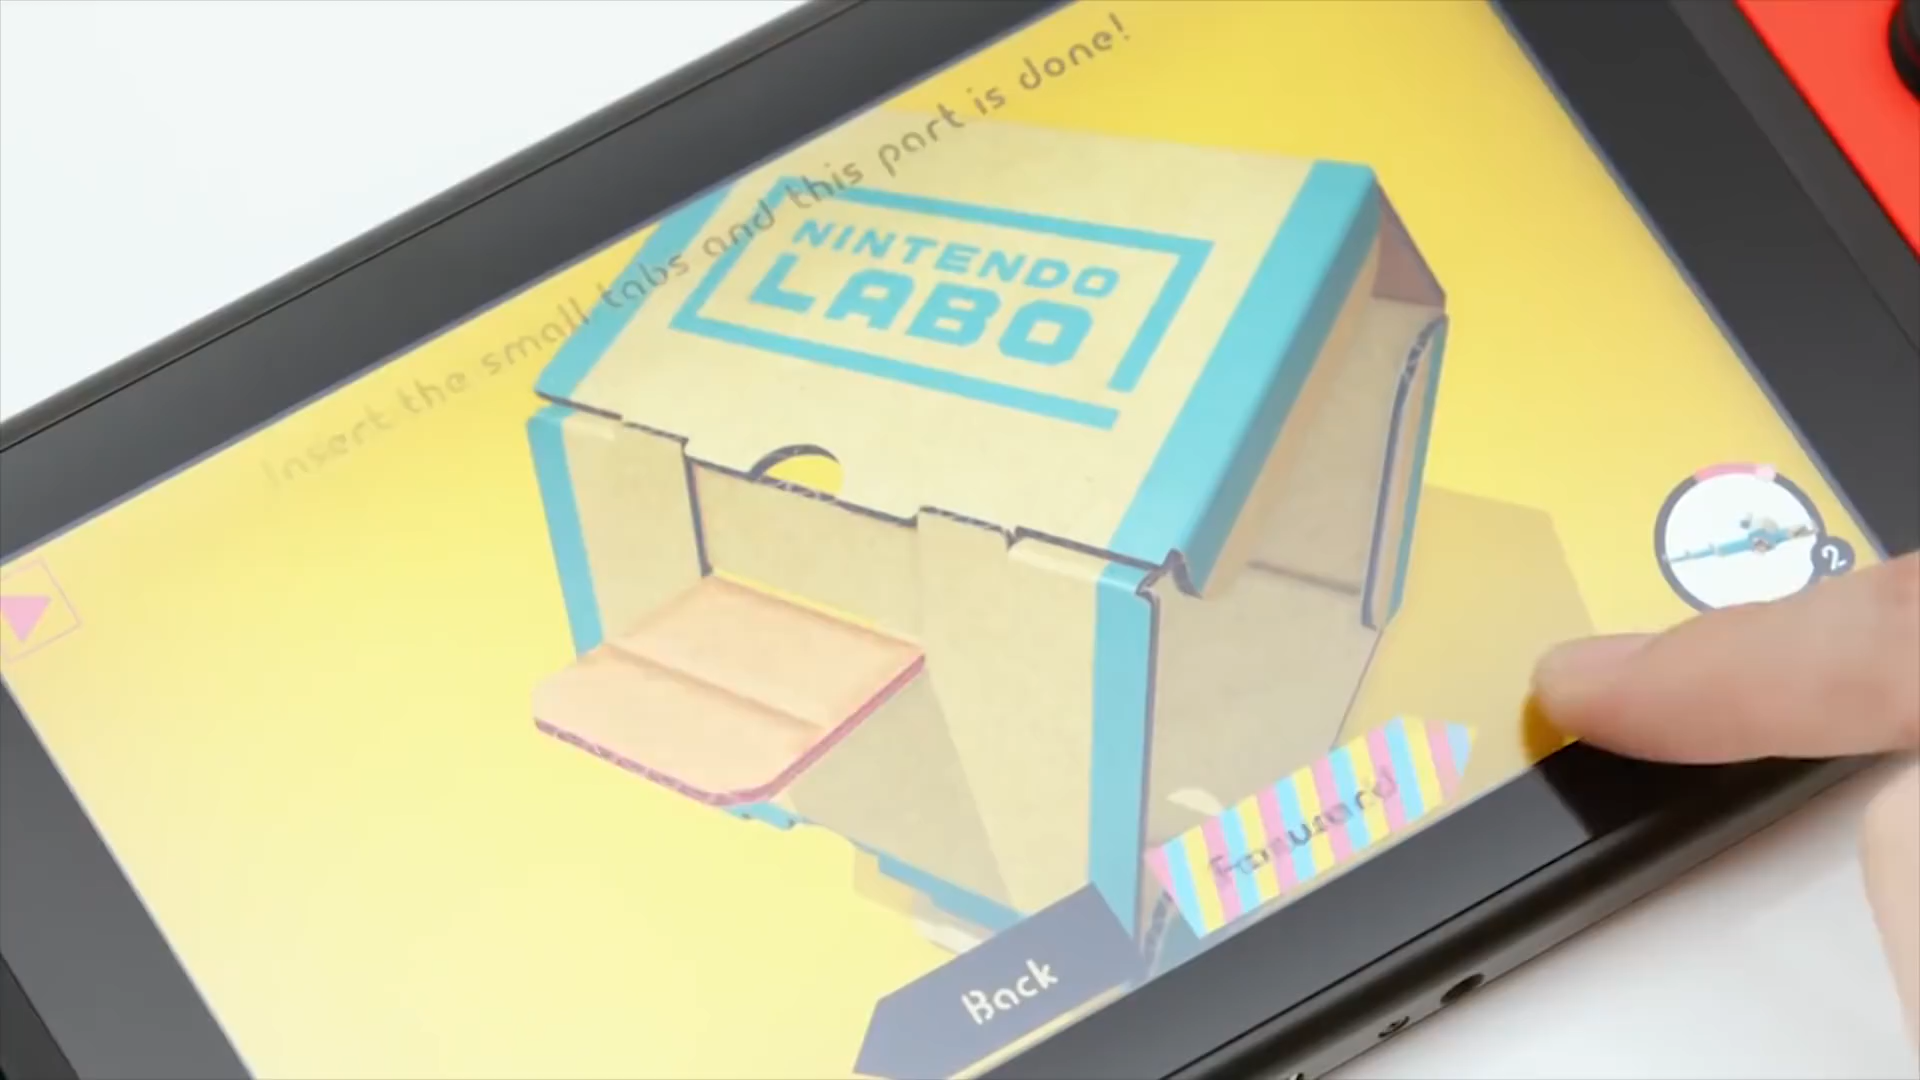 Insert the small tabs and this part is done!
NINTENDO
LABO
2
Forward
Back